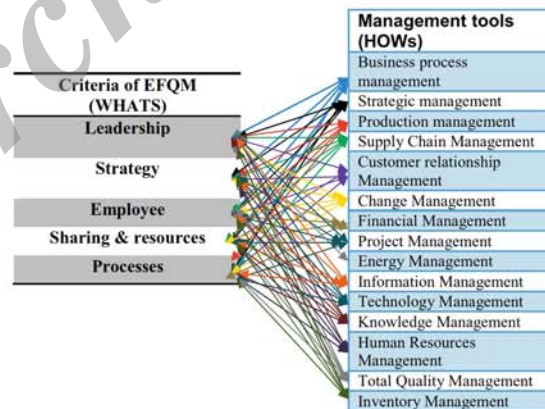 Criteria of EFQM
(WHATS)
Leadership
Strategy
Employee
Sharing & resources
Processes
Management tools
(HOWs)
Business process
management
Strategic management
Production management
Supply Chain Management
Customer relationship
Management
Change Management
Financial Management
Project Management
Energy Management
Information Management
Technology Management
Knowledge Management
Human Resources
Management
Total Quality Management
Inventory Management